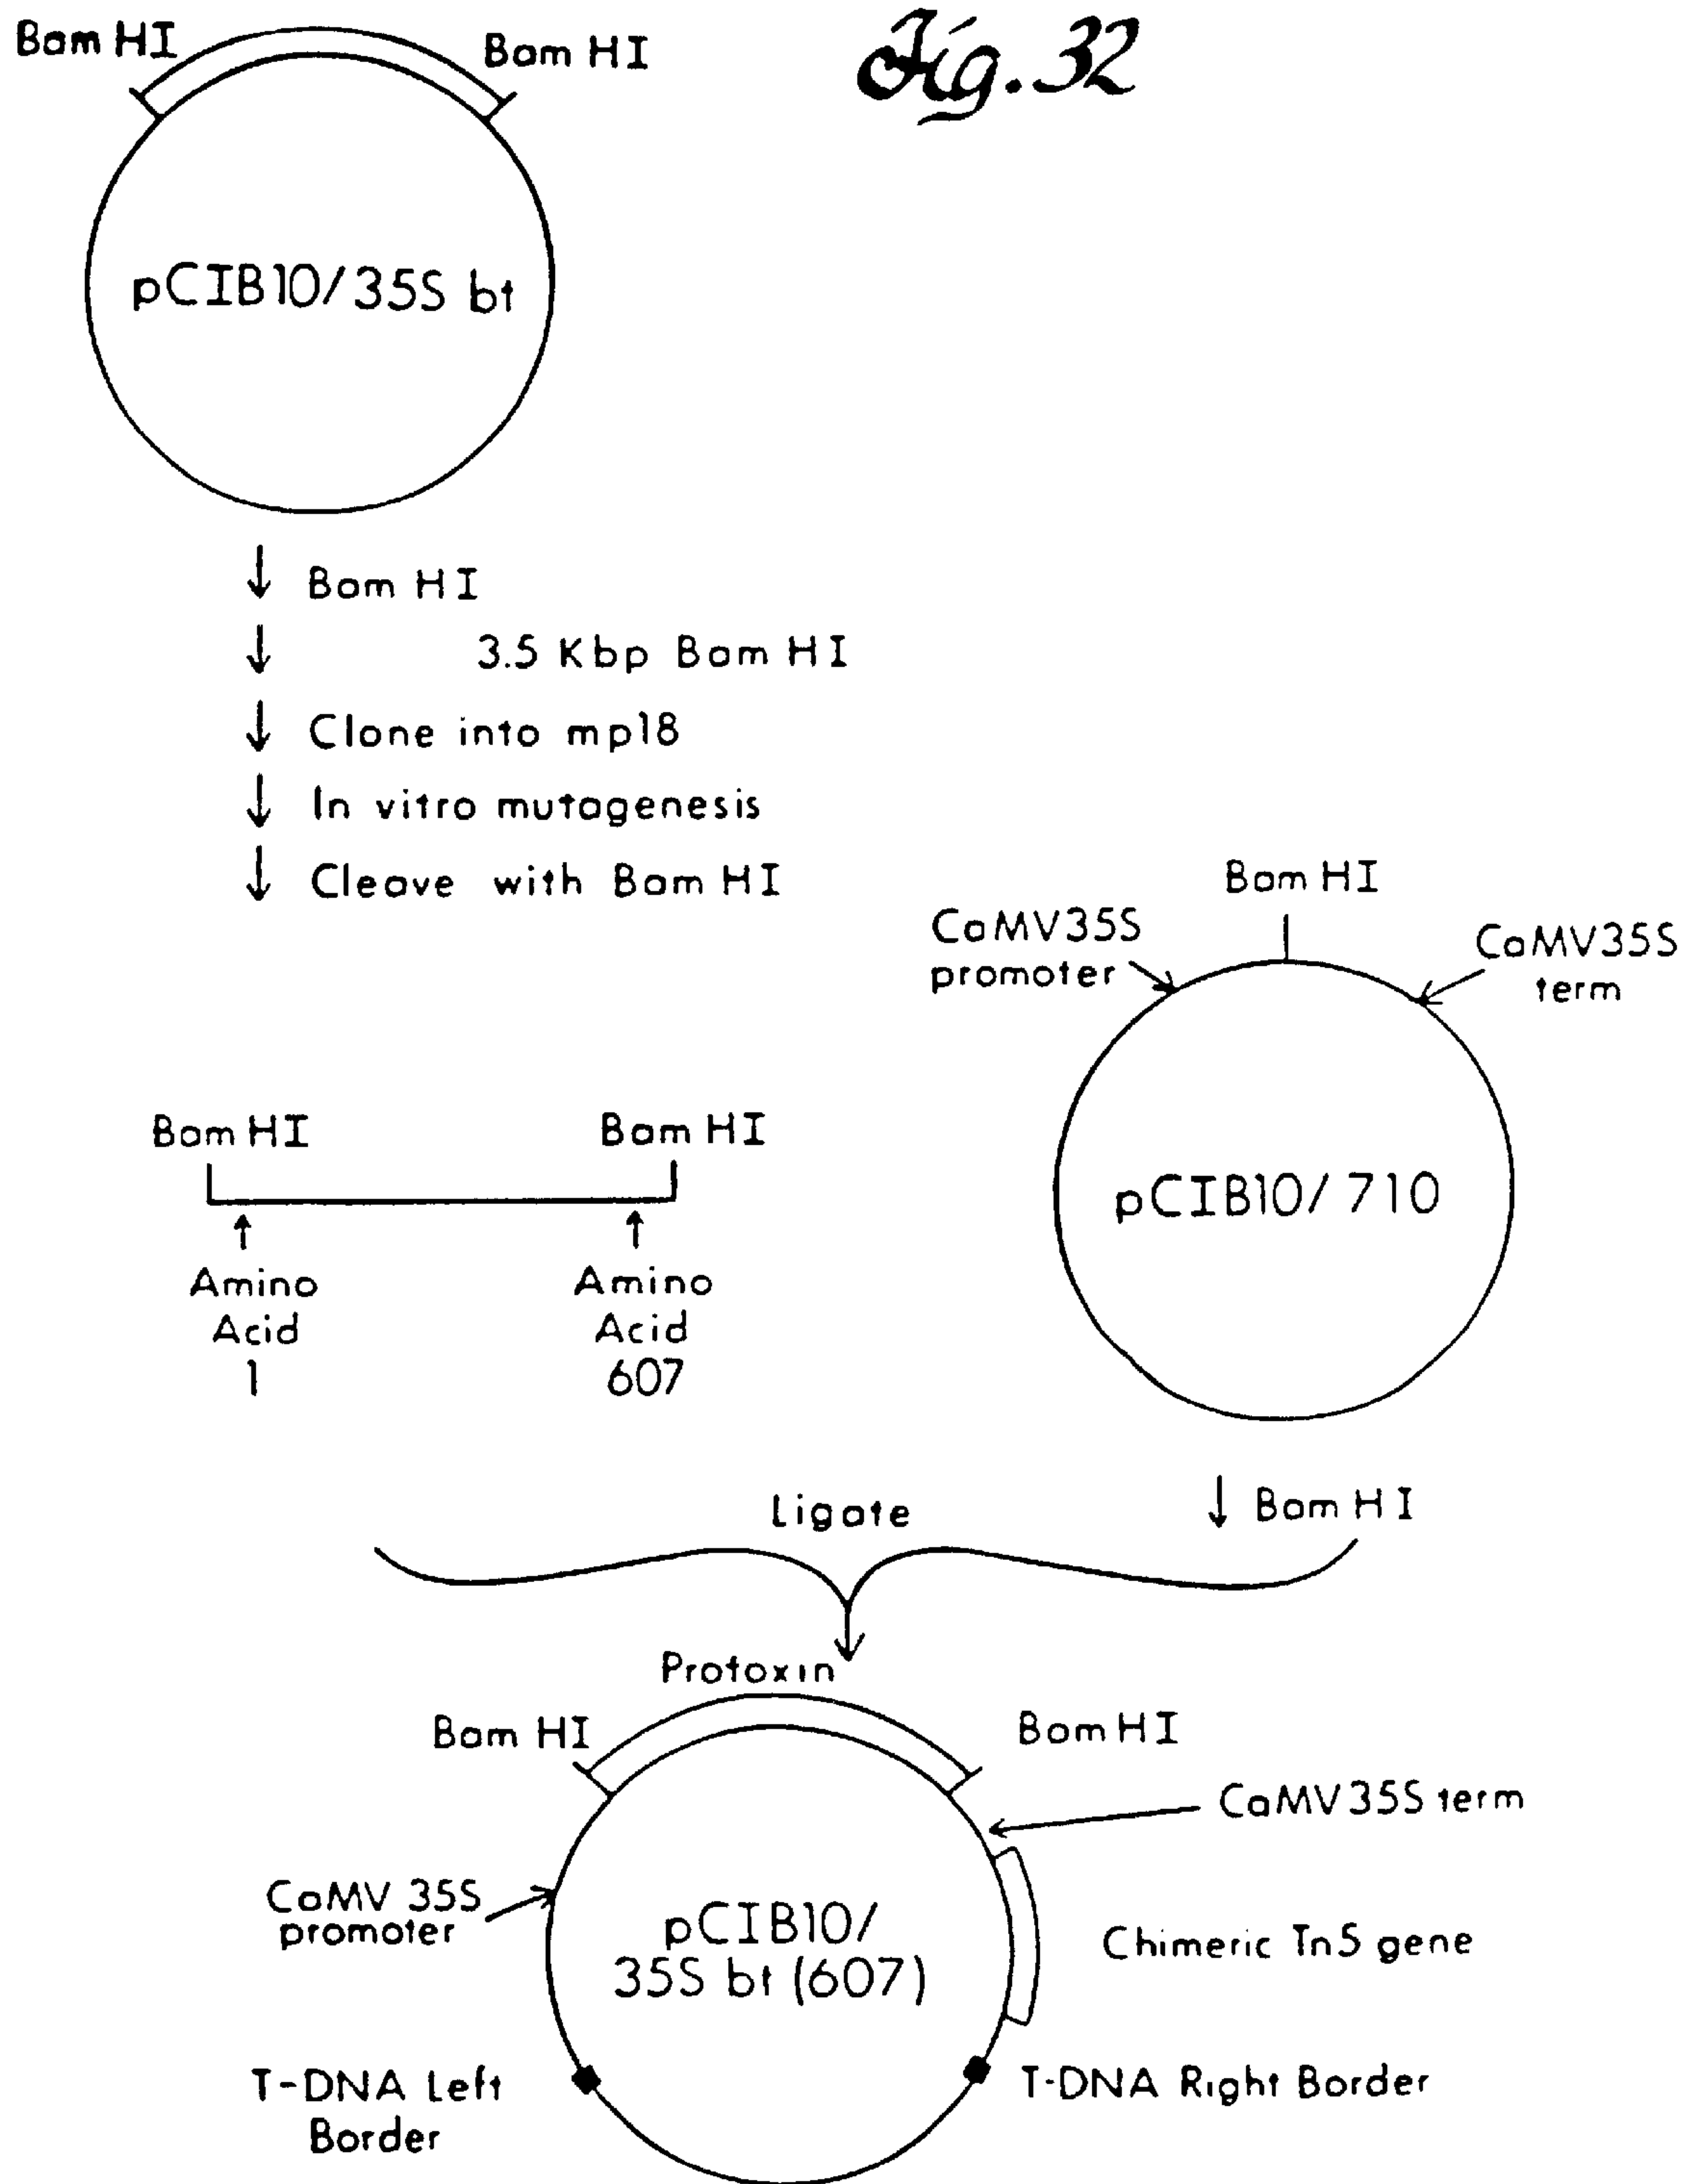 Fig. 32
Bam HI
Bam HI
pCIB10/35S bt
Bam HI
3.5 Kbp Bam HI
Clone into mp18
In vitro mutagenesis
Cleave with Bam HI
Bam HI
CaMV35S
promoter
CaMV35S
term
pCIB10/710
Bam HI
Bam HI
Amino
Acid
1
Amino
Acid
607
Bam HI
Ligate
Protoxin
Bam HI
Bam HI
CaMV35S term
CaMV 35S
promoter
pCIB10/
35S bt (607)
Chimeric Tn5 gene
T-DNA Left
Border
T-DNA Right Border